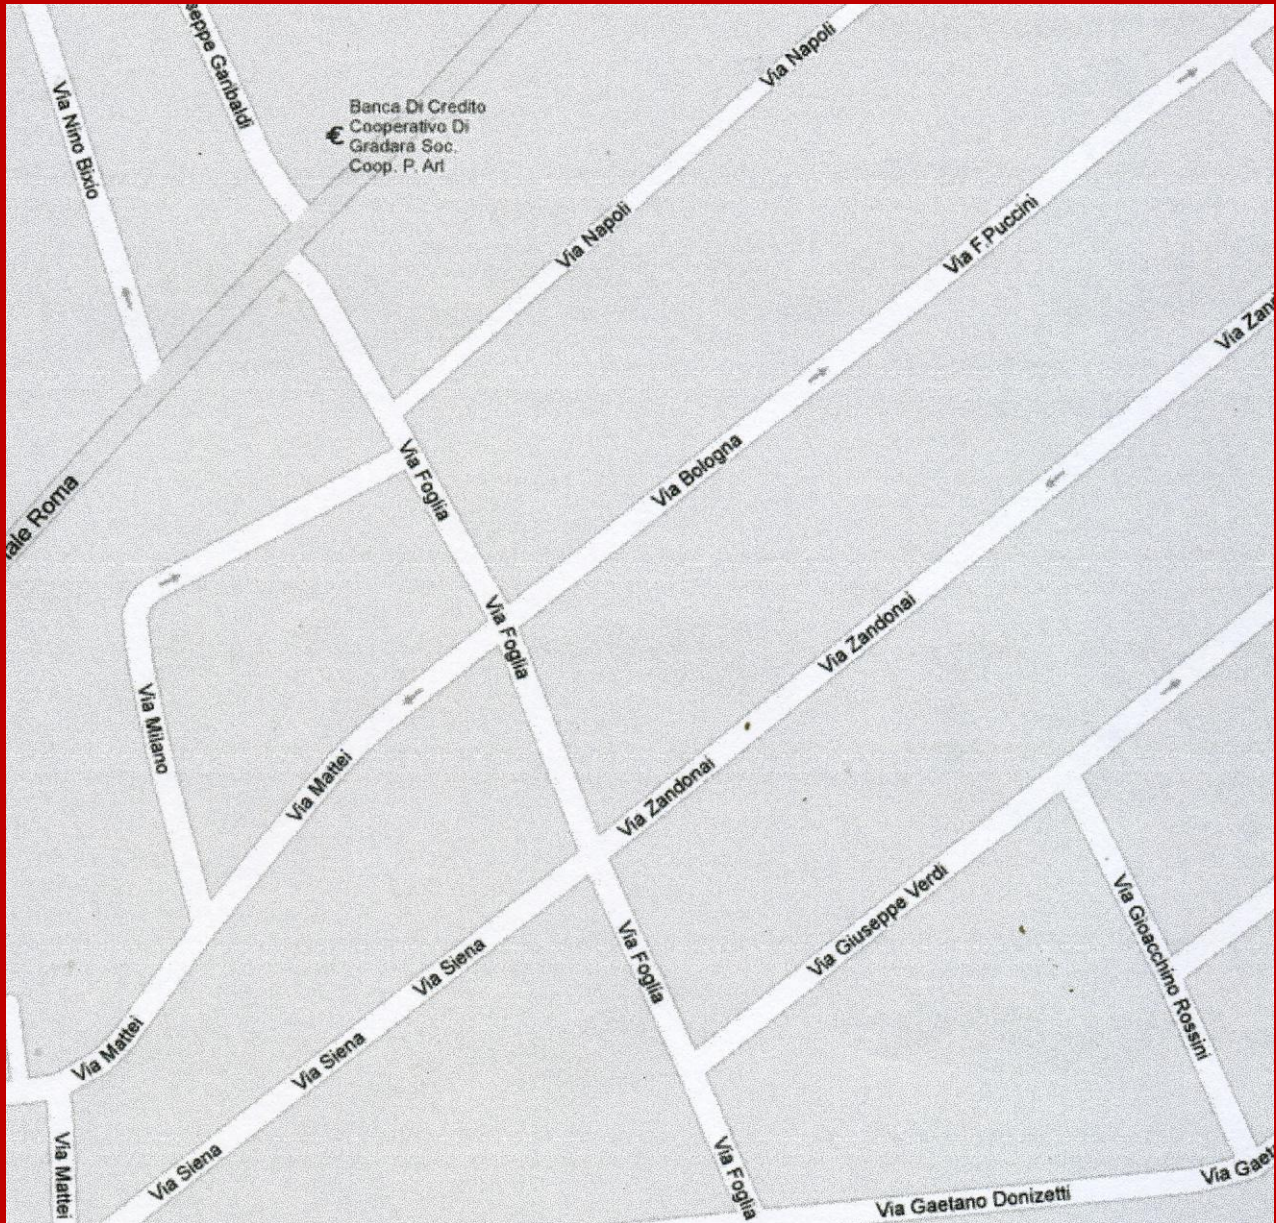 eppe Garibaldi
Via Napoli
Via Nino Bixio
Banca Di Credito
€ Cooperativo Di
Gradara Soc.
Coop. P. Arl
Via Napoli
Via F.Puccini
Via Zan
Via Foglia
Via Bologna
ale Roma
Via Foglia
Via Zandonai
Via Milano
Via Mattei
Via Zandonai
Via Giuseppe Verdi
Via Gioacchino Rossini
Via Foglia
Via Siena
Via Mattei
Via Siena
Via Mattei
Via Siena
Via Foglia
Via Gaetano Donizetti
Via Gaet